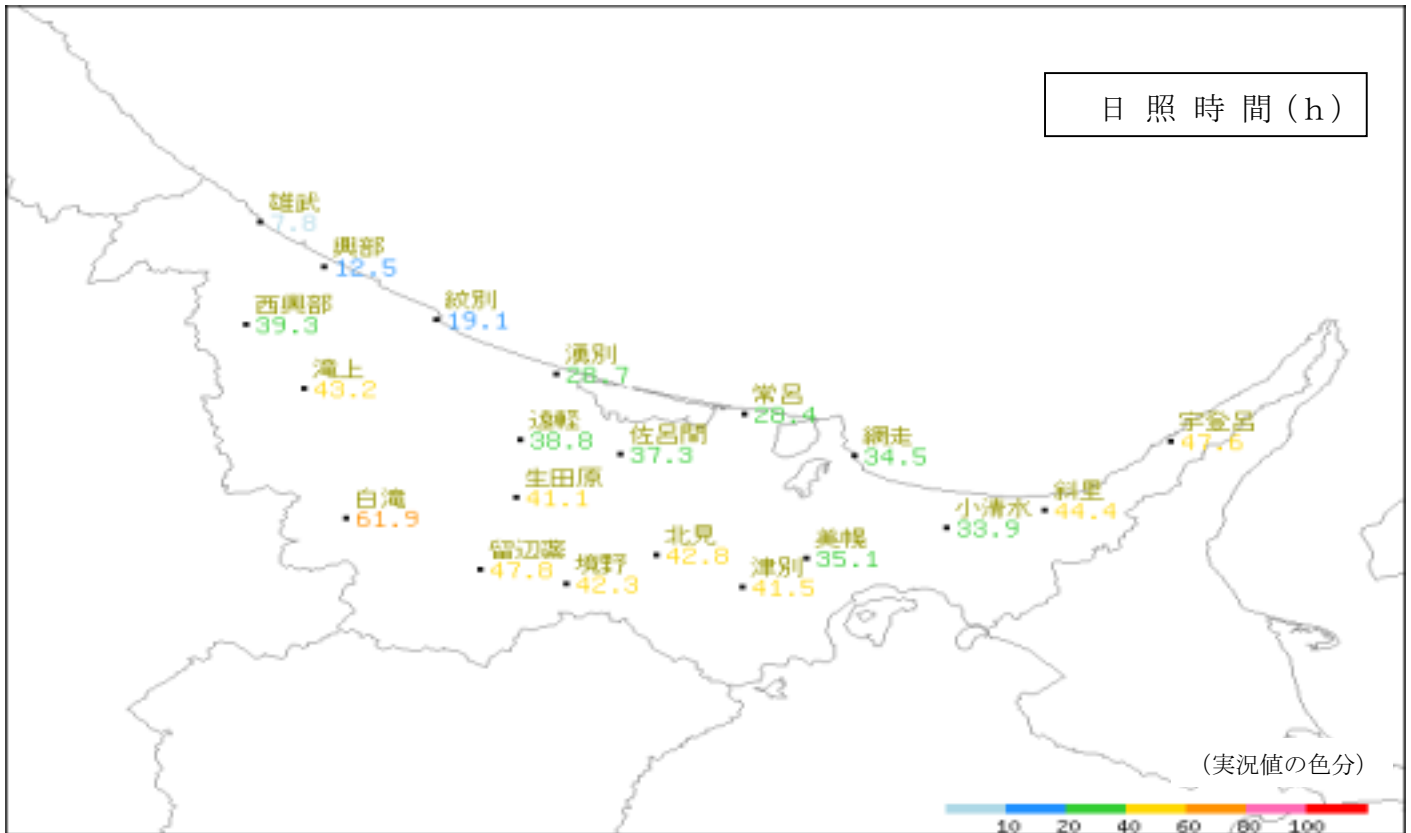 日 照 時 間 (h)
雄武
7.8
興部
12.5
西興部
39.3
紋別
19.1
滝上
43.2
湧別
28.7
常呂
28.4
遠軽
38.8
佐呂間
37.3
網走
34.5
宇登呂
47.6
生田原
41.1
白滝
61.9
小清水
33.9
斜里
44.4
留辺蘂
47.8
境野
42.3
北見
42.8
津別
41.5
美幌
35.1
(実況値の色分)
10 20 40 60 80 100